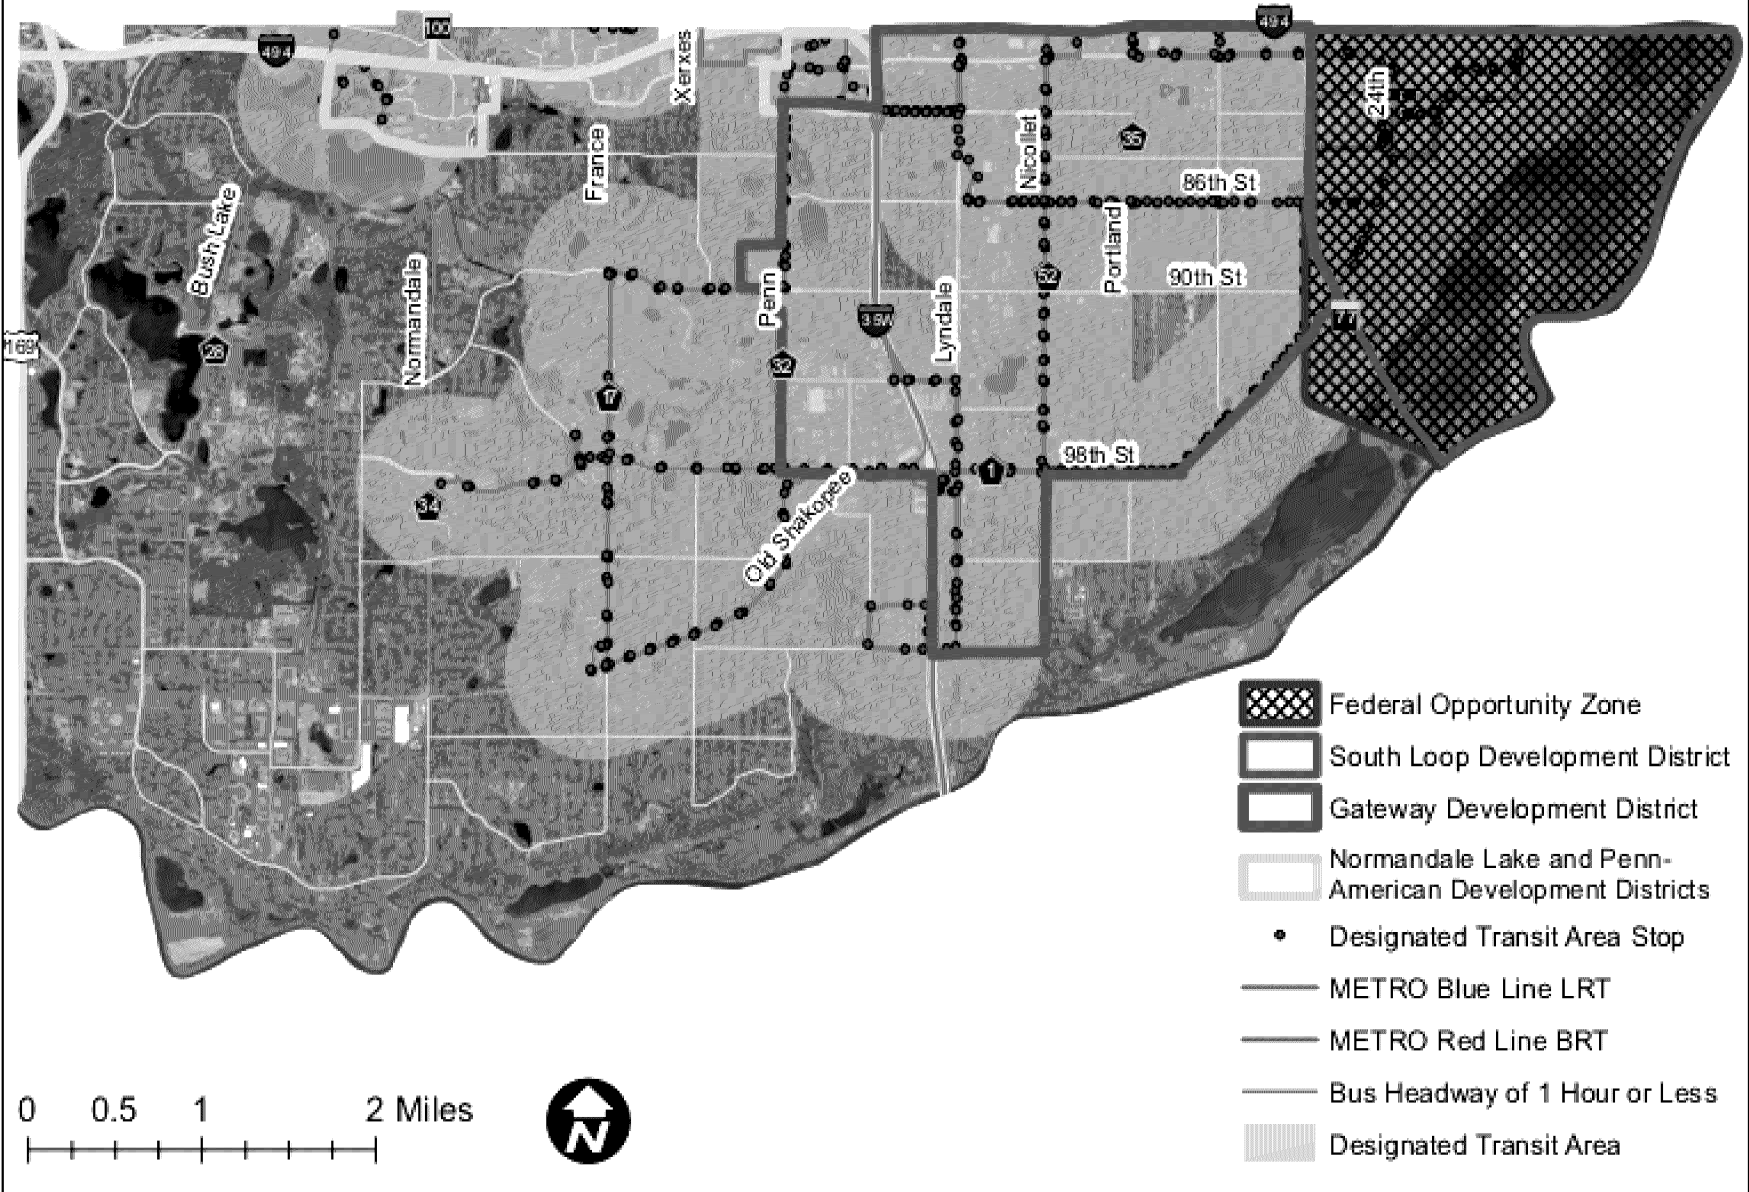 494
100
494
Xerxes
24th
France
Nicollet
35
86th St
Bush Lake
Portland
Normandale
90th St
Penn
52
Lyndale
35W
77
169
28
32
17
98th St
1
34
Old Shakopee
Federal Opportunity Zone
South Loop Development District
Gateway Development District
Normandale Lake and Penn-
American Development Districts
Designated Transit Area Stop
METRO Blue Line LRT
METRO Red Line BRT
Bus Headway of 1 Hour or Less
Designated Transit Area
0 0.5 1 2 Miles
N